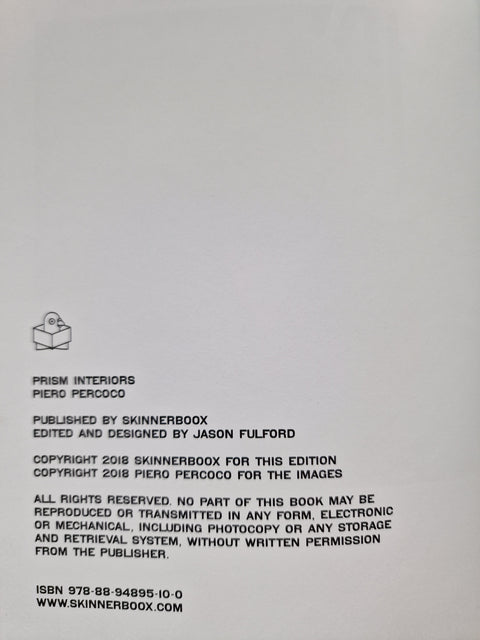 PRISM INTERIORS
PIERO PERCOCO
PUBLISHED BY SKINNERBOOX
EDITED AND DESIGNED BY JASON FULFORD
COPYRIGHT 2018 SKINNERBOOX FOR THIS EDITION
COPYRIGHT 2018 PIERO PERCOCO FOR THE IMAGES
ALL RIGHTS RESERVED. NO PART OF THIS BOOK MAY BE
REPRODUCED OR TRANSMITTED IN ANY FORM, ELECTRONIC
OR MECHANICAL, INCLUDING PHOTOCOPY OR ANY STORAGE
AND RETRIEVAL SYSTEM, WITHOUT WRITTEN PERMISSION
FROM THE PUBLISHER.
ISBN 978-88-94895-10-0
WWW.SKINNERBOOX.COM